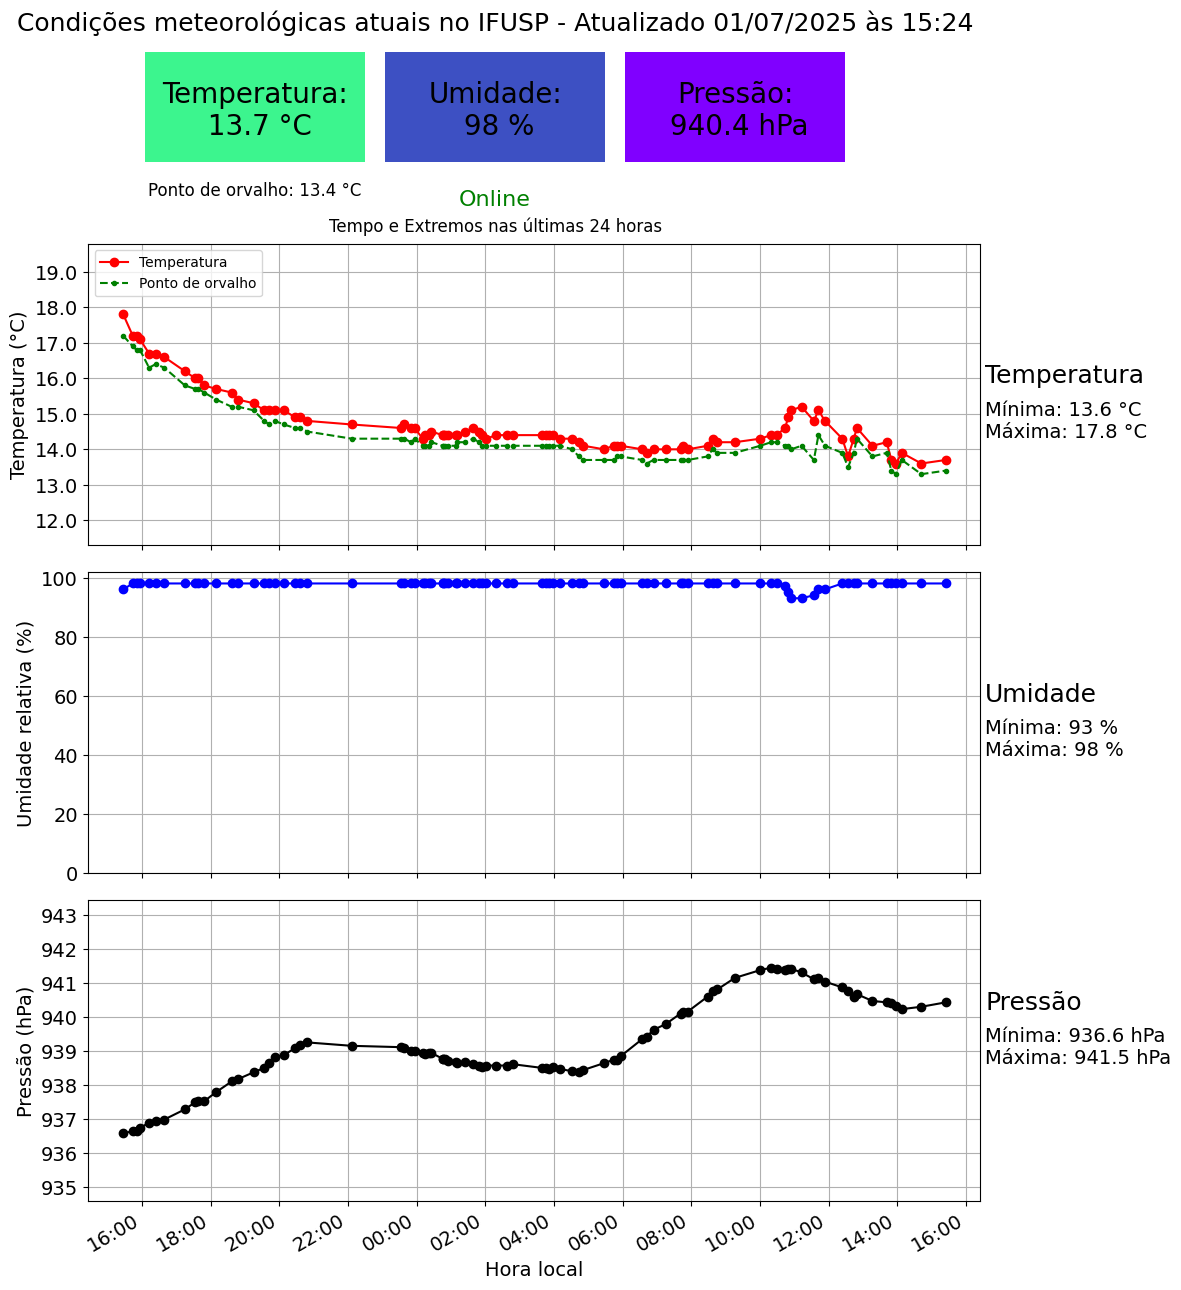 Condições meteorológicas atuais no IFUSP - Atualizado 01/07/2025 às 15:24
Temperatura:
13.7 °C
Umidade:
98 %
Pressão:
940.4 hPa
Ponto de orvalho: 13.4 °C
Online
Tempo e Extremos nas últimas 24 horas
Temperatura (°C)
19.0
18.0
17.0
16.0
15.0
14.0
13.0
12.0
Temperatura
Ponto de orvalho
Temperatura
Mínima: 13.6 °C
Máxima: 17.8 °C
Umidade relativa (%)
100
80
60
40
20
0
Umidade
Mínima: 93 %
Máxima: 98 %
Pressão (hPa)
943
942
941
940
939
938
937
936
935
Pressão
Mínima: 936.6 hPa
Máxima: 941.5 hPa
16:00
18:00
20:00
22:00
00:00
02:00
04:00
06:00
08:00
10:00
12:00
14:00
16:00
Hora local